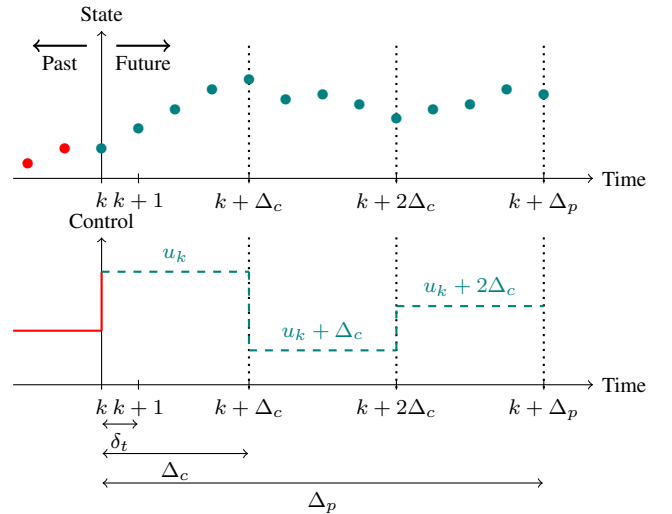 State
Past Future
Time
k k + 1 k + Δ_c k + 2Δ_c k + Δ_p
Control
u_k
u_k + 2Δ_c
u_k + Δ_c
Time
k k + 1 k + Δ_c k + 2Δ_c k + Δ_p
δ_t
Δ_c
Δ_p